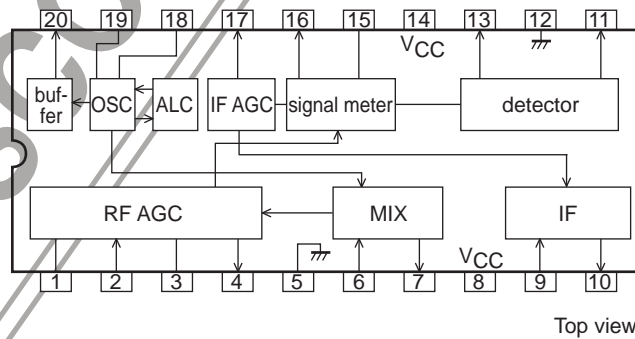 20 19 18 17 16 15 14 13 12 11
VCC
buf-
fer
OSC
ALC
IF AGC
signal meter
detector
RF AGC
MIX
IF
VCC
1 2 3 4 5 6 7 8 9 10
Top view